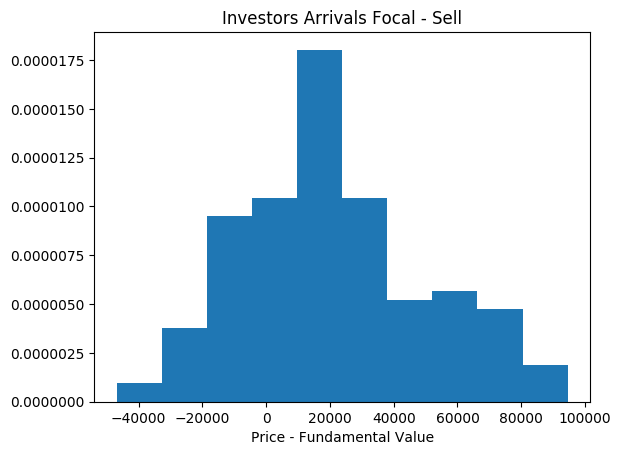 Investors Arrivals Focal - Sell
0.0000175
0.0000150
0.0000125
0.0000100
0.0000075
0.0000050
0.0000025
0.0000000
−40000 −20000 0 20000 40000 60000 80000 100000
Price - Fundamental Value